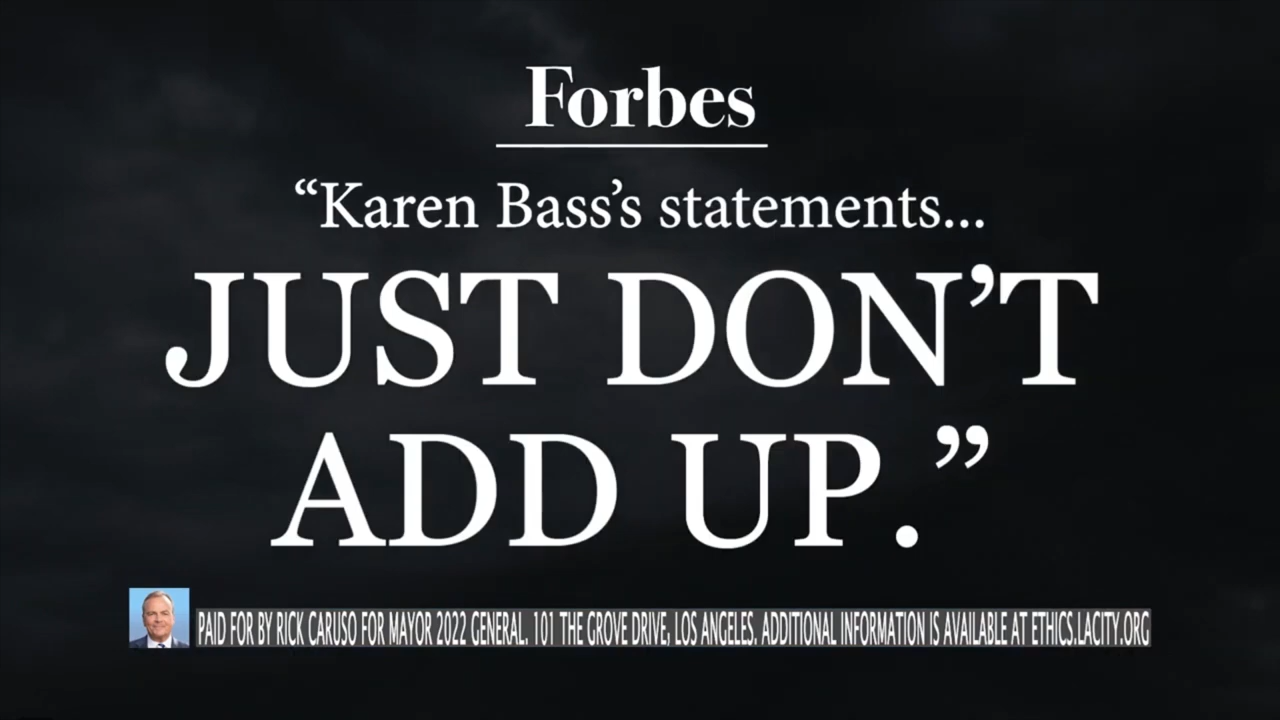 Forbes
“Karen Bass’s statements...
JUST DON’T
ADD UP.”
PAID FOR BY RICK CARUSO FOR MAYOR 2022 GENERAL. 101 THE GROVE DRIVE, LOS ANGELES. ADDITIONAL INFORMATION IS AVAILABLE AT ETHICS.LACITY.ORG